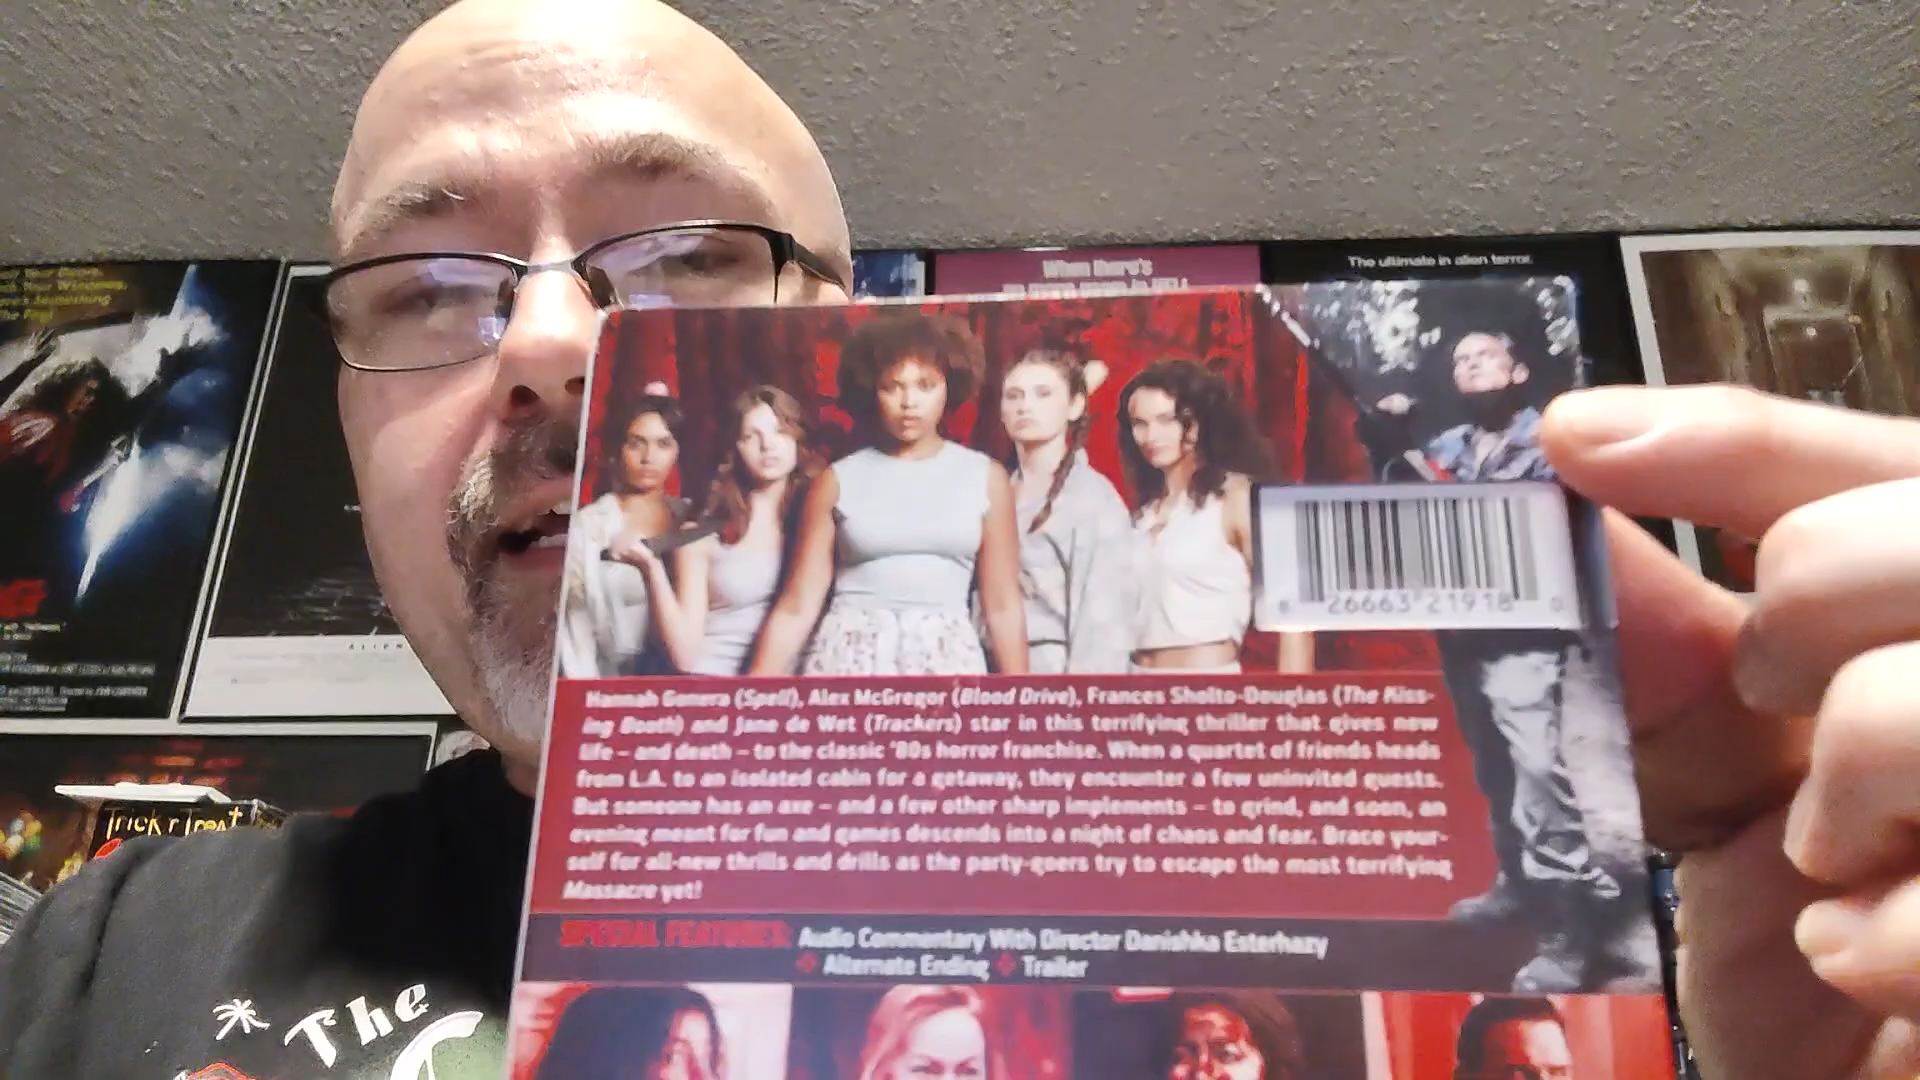 When there's
The ultimate in alien terror.
26663 21918 0
Hannah Gonera (Spell), Alex McGregor (Blood Drive), Frances Sholto-Douglas (The Kiss-
ing Booth) and Jane de Wet (Trackers) star in this terrifying thriller that gives new
life – and death – to the classic '80s horror franchise. When a quartet of friends heads
from L.A. to an isolated cabin for a getaway, they encounter a few uninvited guests.
But someone has an axe – and a few other sharp implements – to grind, and soon, an
evening meant for fun and games descends into a night of chaos and fear. Brace your-
self for all-new thrills and drills as the party-goers try to escape the most terrifying
Massacre yet!
SPECIAL FEATURES: Audio Commentary With Director Danishka Esterhazy
Alternate Ending Trailer
ALIEN
Trick r Treat
The